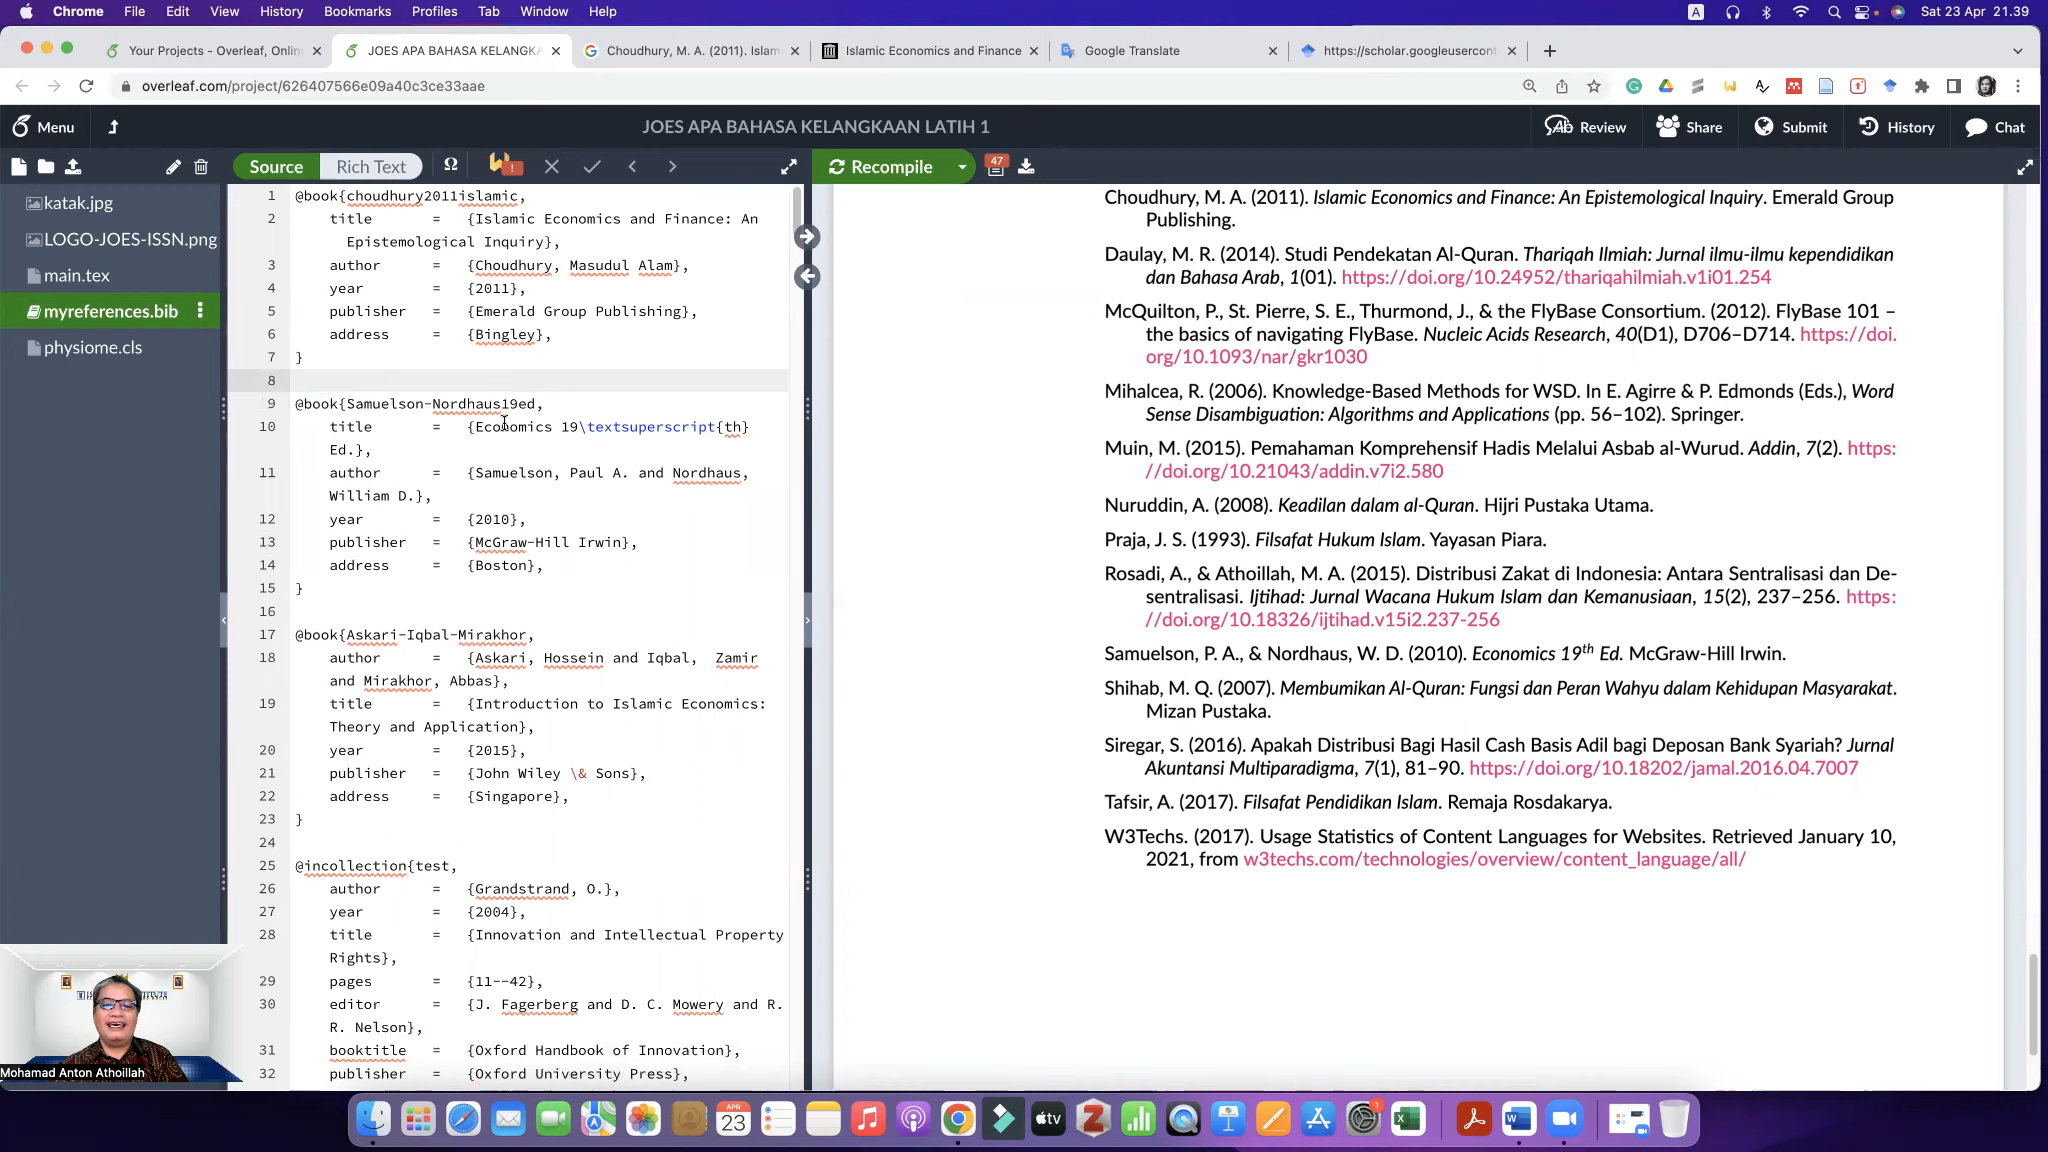 Chrome File Edit View History Bookmarks Profiles Tab Window Help A Sat 23 Apr 21.39
Your Projects - Overleaf, Onlin JOES APA BAHASA KELANGKA Choudhury, M. A. (2011). Islam Islamic Economics and Finance Google Translate https://scholar.googleusercont
overleaf.com/project/626407566e09a40c3ce33aae
Menu JOES APA BAHASA KELANGKAAN LATIH 1 Review Share Submit History Chat
Source Rich Text Ω Recompile 47
katak.jpg
LOGO-JOES-ISSN.png
main.tex
myreferences.bib
physiome.cls
1 @book{choudhury2011islamic,
2 title = {Islamic Economics and Finance: An
Epistemological Inquiry},
3 author = {Choudhury, Masudul Alam},
4 year = {2011},
5 publisher = {Emerald Group Publishing},
6 address = {Bingley},
7 }
8
9 @book{Samuelson-Nordhaus19ed,
10 title = {Economics 19\textsuperscript{th}
Ed.},
11 author = {Samuelson, Paul A. and Nordhaus,
William D.},
12 year = {2010},
13 publisher = {McGraw-Hill Irwin},
14 address = {Boston},
15 }
16
17 @book{Askari-Iqbal-Mirakhor,
18 author = {Askari, Hossein and Iqbal, Zamir
and Mirakhor, Abbas},
19 title = {Introduction to Islamic Economics:
Theory and Application},
20 year = {2015},
21 publisher = {John Wiley \& Sons},
22 address = {Singapore},
23 }
24
25 @incollection{test,
26 author = {Grandstrand, O.},
27 year = {2004},
28 title = {Innovation and Intellectual Property
Rights},
29 pages = {11--42},
30 editor = {J. Fagerberg and D. C. Mowery and R.
R. Nelson},
31 booktitle = {Oxford Handbook of Innovation},
32 publisher = {Oxford University Press},
Choudhury, M. A. (2011). Islamic Economics and Finance: An Epistemological Inquiry. Emerald Group
Publishing.
Daulay, M. R. (2014). Studi Pendekatan Al-Quran. Thariqah Ilmiah: Jurnal ilmu-ilmu kependidikan
dan Bahasa Arab, 1(01). https://doi.org/10.24952/thariqahilmiah.v1i01.254
McQuilton, P., St. Pierre, S. E., Thurmond, J., & the FlyBase Consortium. (2012). FlyBase 101 –
the basics of navigating FlyBase. Nucleic Acids Research, 40(D1), D706–D714. https://doi.
org/10.1093/nar/gkr1030
Mihalcea, R. (2006). Knowledge-Based Methods for WSD. In E. Agirre & P. Edmonds (Eds.), Word
Sense Disambiguation: Algorithms and Applications (pp. 56–102). Springer.
Muin, M. (2015). Pemahaman Komprehensif Hadis Melalui Asbab al-Wurud. Addin, 7(2). https:
//doi.org/10.21043/addin.v7i2.580
Nuruddin, A. (2008). Keadilan dalam al-Quran. Hijri Pustaka Utama.
Praja, J. S. (1993). Filsafat Hukum Islam. Yayasan Piara.
Rosadi, A., & Athoillah, M. A. (2015). Distribusi Zakat di Indonesia: Antara Sentralisasi dan De-
sentralisasi. Ijtihad: Jurnal Wacana Hukum Islam dan Kemanusiaan, 15(2), 237–256. https:
//doi.org/10.18326/ijtihad.v15i2.237-256
Samuelson, P. A., & Nordhaus, W. D. (2010). Economics 19th Ed. McGraw-Hill Irwin.
Shihab, M. Q. (2007). Membumikan Al-Quran: Fungsi dan Peran Wahyu dalam Kehidupan Masyarakat.
Mizan Pustaka.
Siregar, S. (2016). Apakah Distribusi Bagi Hasil Cash Basis Adil bagi Deposan Bank Syariah? Jurnal
Akuntansi Multiparadigma, 7(1), 81–90. https://doi.org/10.18202/jamal.2016.04.7007
Tafsir, A. (2017). Filsafat Pendidikan Islam. Remaja Rosdakarya.
W3Techs. (2017). Usage Statistics of Content Languages for Websites. Retrieved January 10,
2021, from w3techs.com/technologies/overview/content_language/all/
Mohamad Anton Athoillah
APR
23
tv
1